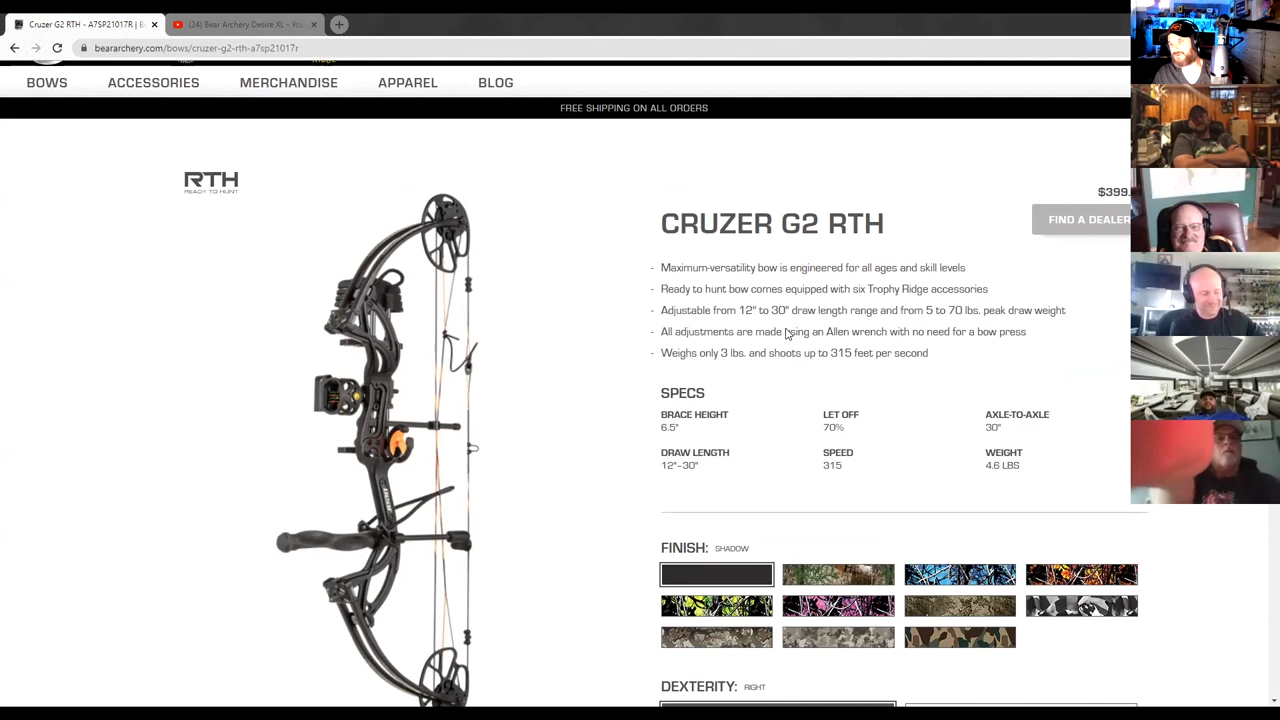 Cruzer G2 RTH - A7SP21017R | B
(24) Bear Archery Desire XL - You
beararchery.com/bows/cruzer-g2-rth-a7sp21017r
BOWS
ACCESSORIES
MERCHANDISE
APPAREL
BLOG
FREE SHIPPING ON ALL ORDERS
RTH
READY TO HUNT
$399.
FIND A DEALER
CRUZER G2 RTH
- Maximum-versatility bow is engineered for all ages and skill levels
- Ready to hunt bow comes equipped with six Trophy Ridge accessories
- Adjustable from 12" to 30" draw length range and from 5 to 70 lbs. peak draw weight
- All adjustments are made using an Allen wrench with no need for a bow press
- Weighs only 3 lbs. and shoots up to 315 feet per second
SPECS
BRACE HEIGHT
6.5"
LET OFF
70%
AXLE-TO-AXLE
30"
DRAW LENGTH
12"-30"
SPEED
315
WEIGHT
4.6 LBS
FINISH: SHADOW
DEXTERITY: RIGHT